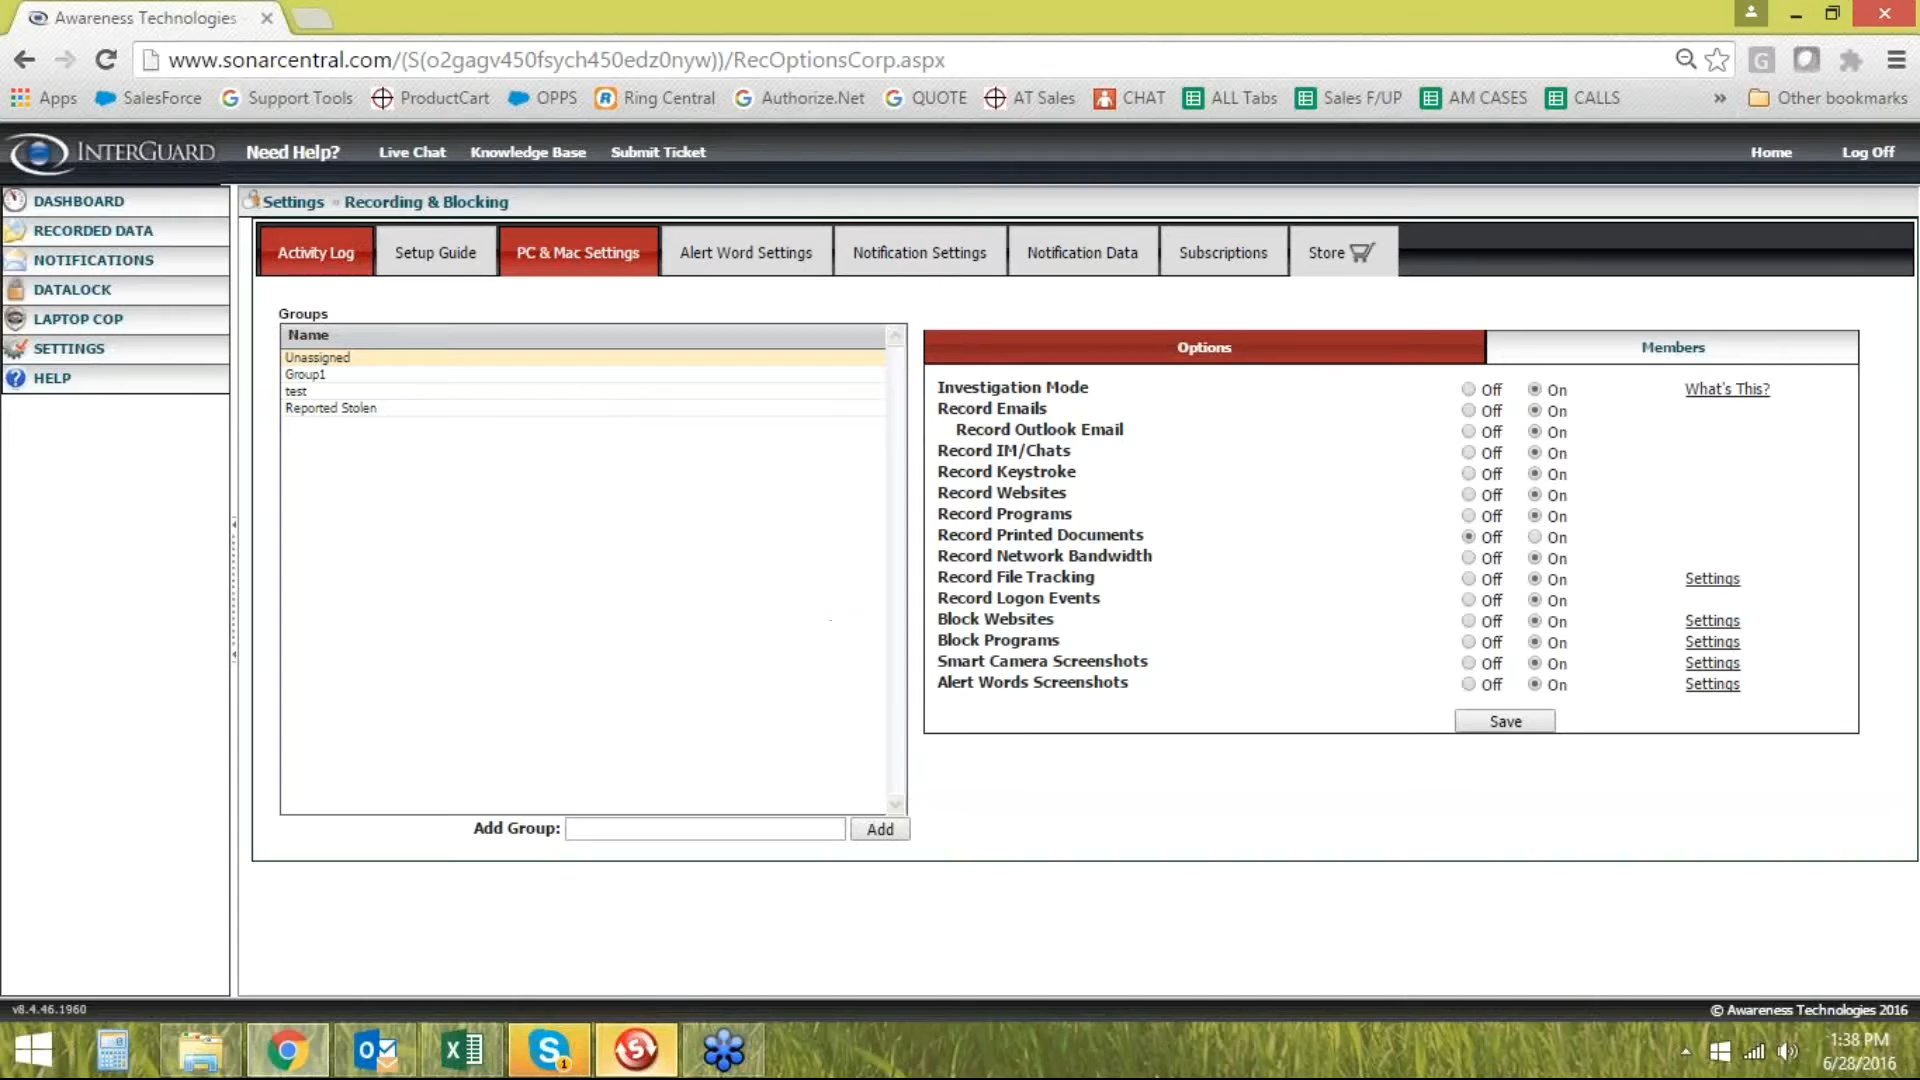 Awareness Technologies
www.sonarcentral.com/(S(o2gagv450fsych450edz0nyw))/RecOptionsCorp.aspx
Apps SalesForce Support Tools ProductCart OPPS Ring Central Authorize.Net QUOTE AT Sales CHAT ALL Tabs Sales F/UP AM CASES CALLS » Other bookmarks
INTERGUARD Need Help? Live Chat Knowledge Base Submit Ticket Home Log Off
DASHBOARD
RECORDED DATA
NOTIFICATIONS
DATALOCK
LAPTOP COP
SETTINGS
HELP
Settings » Recording & Blocking
Activity Log Setup Guide PC & Mac Settings Alert Word Settings Notification Settings Notification Data Subscriptions Store
Groups
Name
Unassigned
Group1
test
Reported Stolen
Add Group: Add
Options Members
Investigation Mode Off On What's This?
Record Emails Off On
Record Outlook Email Off On
Record IM/Chats Off On
Record Keystroke Off On
Record Websites Off On
Record Programs Off On
Record Printed Documents Off On
Record Network Bandwidth Off On
Record File Tracking Off On Settings
Record Logon Events Off On
Block Websites Off On Settings
Block Programs Off On Settings
Smart Camera Screenshots Off On Settings
Alert Words Screenshots Off On Settings
Save
v8.4.46.1960 © Awareness Technologies 2016
1:38 PM
6/28/2016